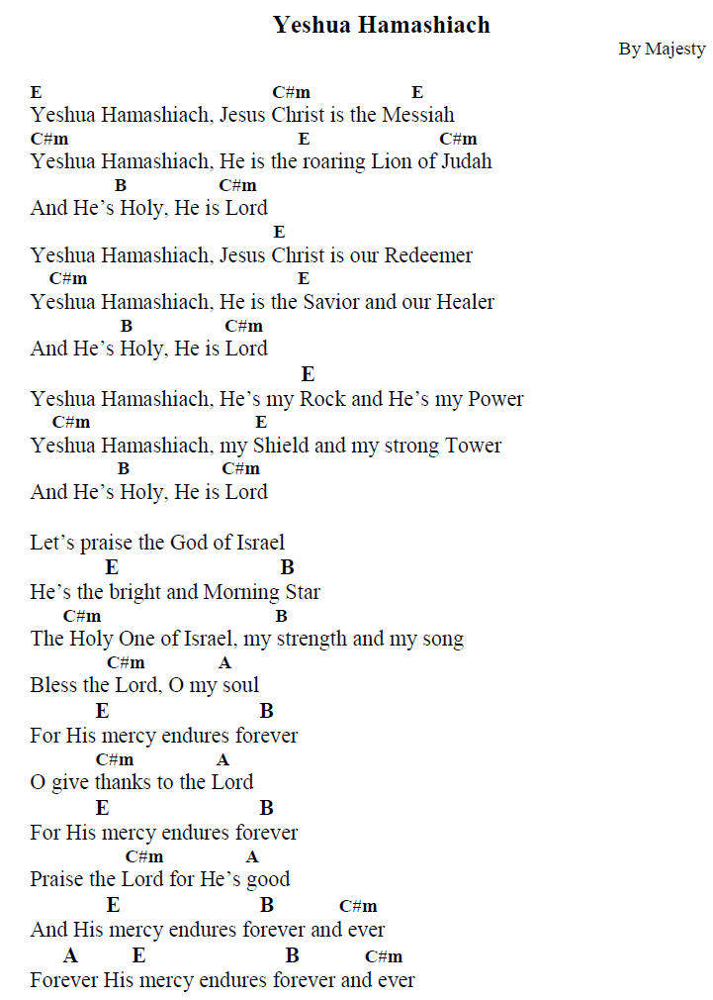 Yeshua Hamashiach
By Majesty
E C#m E
Yeshua Hamashiach, Jesus Christ is the Messiah
C#m E C#m
Yeshua Hamashiach, He is the roaring Lion of Judah
B C#m
And He's Holy, He is Lord
E
Yeshua Hamashiach, Jesus Christ is our Redeemer
C#m E
Yeshua Hamashiach, He is the Savior and our Healer
B C#m
And He's Holy, He is Lord
E
Yeshua Hamashiach, He's my Rock and He's my Power
C#m E
Yeshua Hamashiach, my Shield and my strong Tower
B C#m
And He's Holy, He is Lord
Let's praise the God of Israel
E B
He's the bright and Morning Star
C#m B
The Holy One of Israel, my strength and my song
C#m A
Bless the Lord, O my soul
E B
For His mercy endures forever
C#m A
O give thanks to the Lord
E B
For His mercy endures forever
C#m A
Praise the Lord for He's good
E B C#m
And His mercy endures forever and ever
A E B C#m
Forever His mercy endures forever and ever